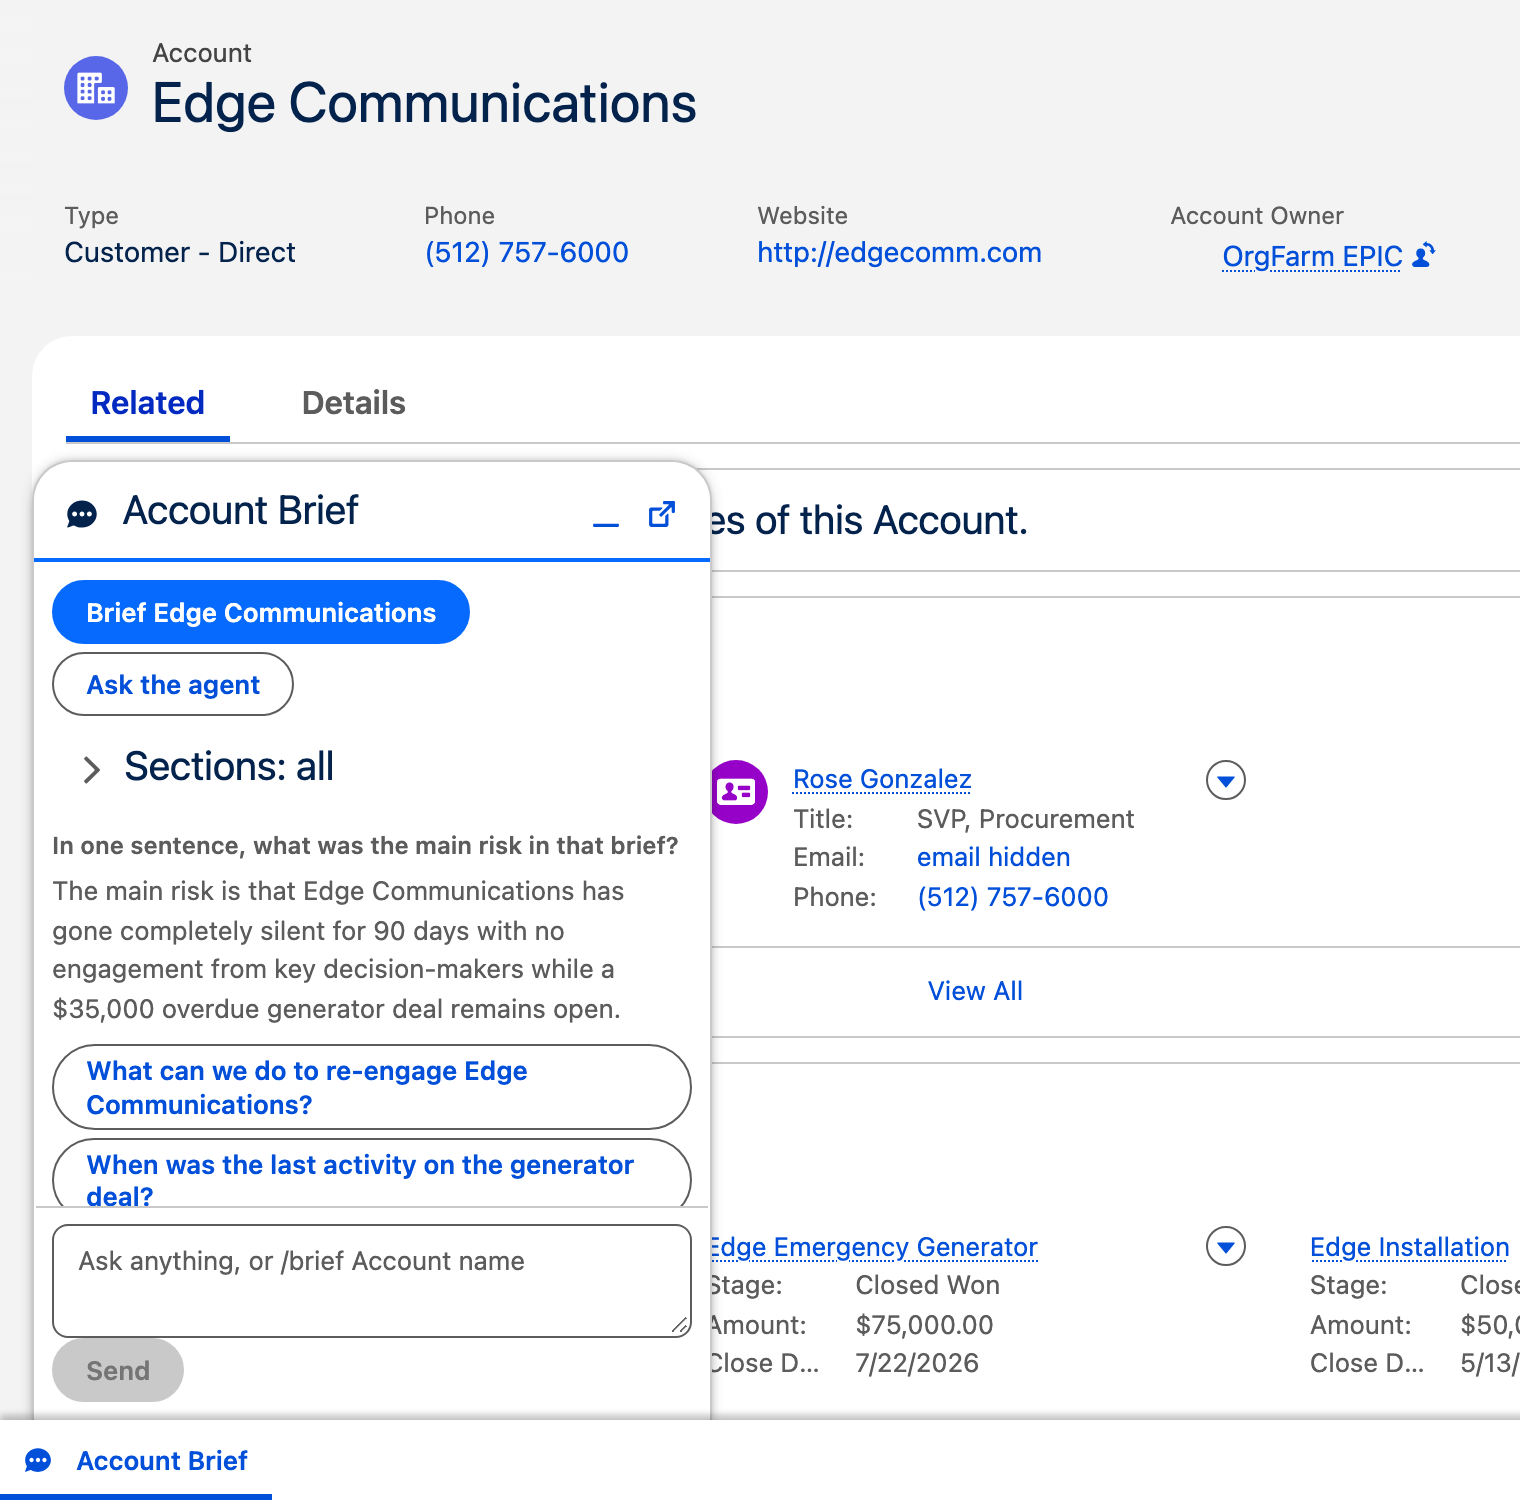 Account
Edge Communications
Type
Customer - Direct
Phone
(512) 757-6000
Website
http://edgecomm.com
Account Owner
OrgFarm EPIC
Related
Details
Account Brief
es of this Account.
Brief Edge Communications
Ask the agent
Sections: all
In one sentence, what was the main risk in that brief?
The main risk is that Edge Communications has
gone completely silent for 90 days with no
engagement from key decision-makers while a
$35,000 overdue generator deal remains open.
What can we do to re-engage Edge
Communications?
When was the last activity on the generator
deal?
Ask anything, or /brief Account name
Send
Rose Gonzalez
Title: SVP, Procurement
Email: email hidden
Phone: (512) 757-6000
View All
Edge Emergency Generator
Stage: Closed Won
Amount: $75,000.00
Close D... 7/22/2026
Edge Installation
Stage: Close
Amount: $50,0
Close D... 5/13/
Account Brief